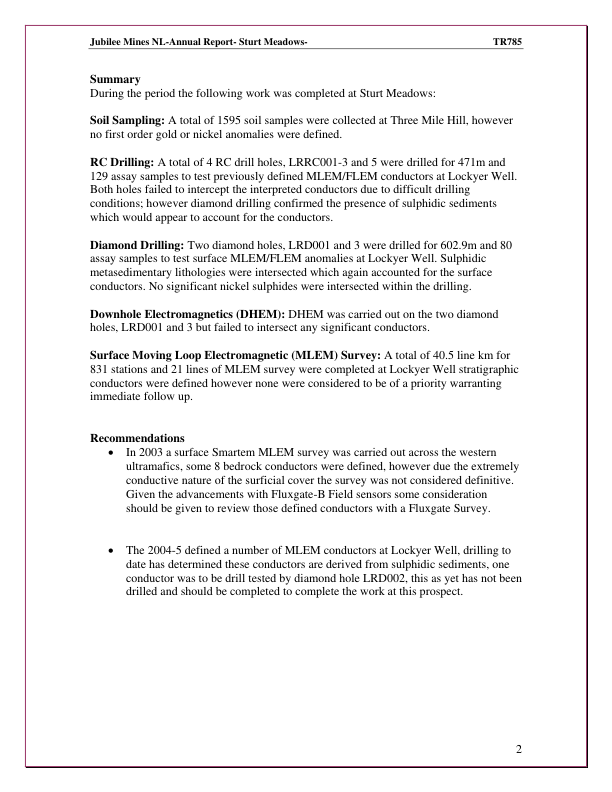 Jubilee Mines NL-Annual Report- Sturt Meadows- TR785
Summary
During the period the following work was completed at Sturt Meadows:
Soil Sampling: A total of 1595 soil samples were collected at Three Mile Hill, however
no first order gold or nickel anomalies were defined.
RC Drilling: A total of 4 RC drill holes, LRRC001-3 and 5 were drilled for 471m and
129 assay samples to test previously defined MLEM/FLEM conductors at Lockyer Well.
Both holes failed to intercept the interpreted conductors due to difficult drilling
conditions; however diamond drilling confirmed the presence of sulphidic sediments
which would appear to account for the conductors.
Diamond Drilling: Two diamond holes, LRD001 and 3 were drilled for 602.9m and 80
assay samples to test surface MLEM/FLEM anomalies at Lockyer Well. Sulphidic
metasedimentary lithologies were intersected which again accounted for the surface
conductors. No significant nickel sulphides were intersected within the drilling.
Downhole Electromagnetics (DHEM): DHEM was carried out on the two diamond
holes, LRD001 and 3 but failed to intersect any significant conductors.
Surface Moving Loop Electromagnetic (MLEM) Survey: A total of 40.5 line km for
831 stations and 21 lines of MLEM survey were completed at Lockyer Well stratigraphic
conductors were defined however none were considered to be of a priority warranting
immediate follow up.
Recommendations
• In 2003 a surface Smartem MLEM survey was carried out across the western
ultramafics, some 8 bedrock conductors were defined, however due the extremely
conductive nature of the surficial cover the survey was not considered definitive.
Given the advancements with Fluxgate-B Field sensors some consideration
should be given to review those defined conductors with a Fluxgate Survey.
• The 2004-5 defined a number of MLEM conductors at Lockyer Well, drilling to
date has determined these conductors are derived from sulphidic sediments, one
conductor was to be drill tested by diamond hole LRD002, this as yet has not been
drilled and should be completed to complete the work at this prospect.
2